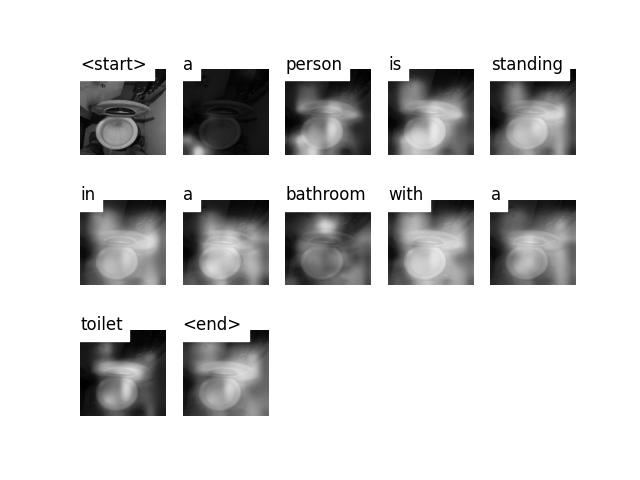 <start> a person is standing
in a bathroom with a
toilet <end>